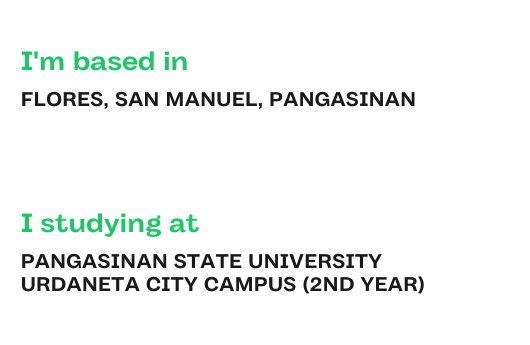 I'm based in
FLORES, SAN MANUEL, PANGASINAN
I studying at
PANGASINAN STATE UNIVERSITY
URDANETA CITY CAMPUS (2ND YEAR)